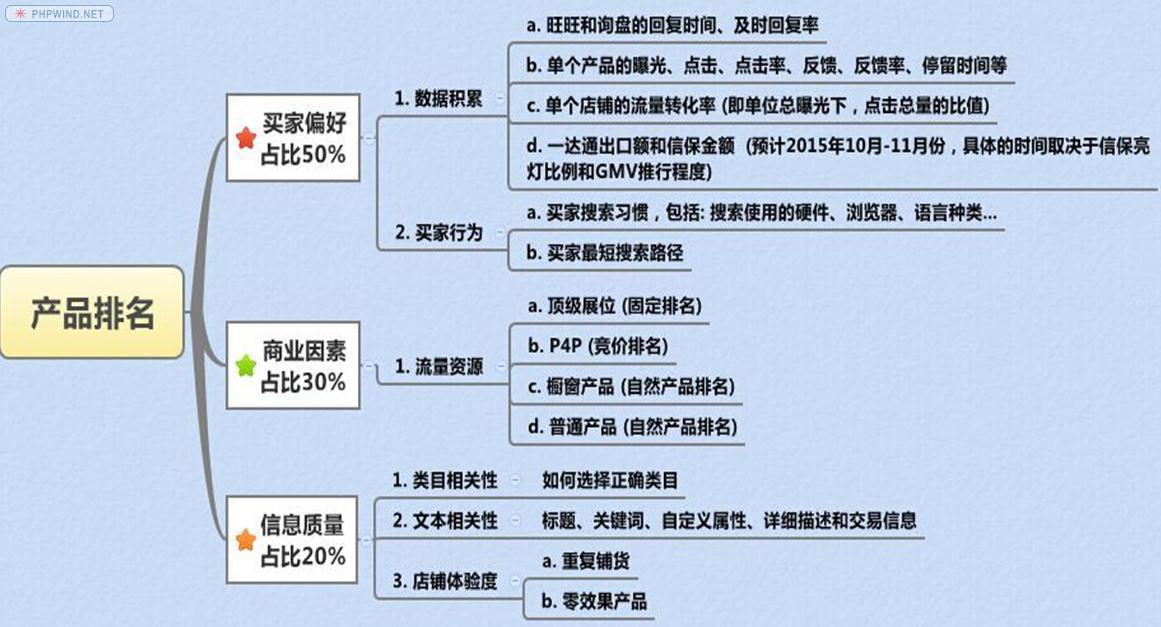 PHPWIND.NET
产品排名
买家偏好
占比50%
1. 数据积累
a. 旺旺和询盘的回复时间、及时回复率
b. 单个产品的曝光、点击、点击率、反馈、反馈率、停留时间等
c. 单个店铺的流量转化率 (即单位总曝光下，点击总量的比值)
d. 一达通出口额和信保金额 (预计2015年10月-11月份，具体的时间取决于信保亮
灯比例和GMV推行程度)
2. 买家行为
a. 买家搜索习惯，包括: 搜索使用的硬件、浏览器、语言种类...
b. 买家最短搜索路径
商业因素
占比30%
1. 流量资源
a. 顶级展位 (固定排名)
b. P4P (竞价排名)
c. 橱窗产品 (自然产品排名)
d. 普通产品 (自然产品排名)
信息质量
占比20%
1. 类目相关性
如何选择正确类目
2. 文本相关性
标题、关键词、自定义属性、详细描述和交易信息
3. 店铺体验度
a. 重复铺货
b. 零效果产品